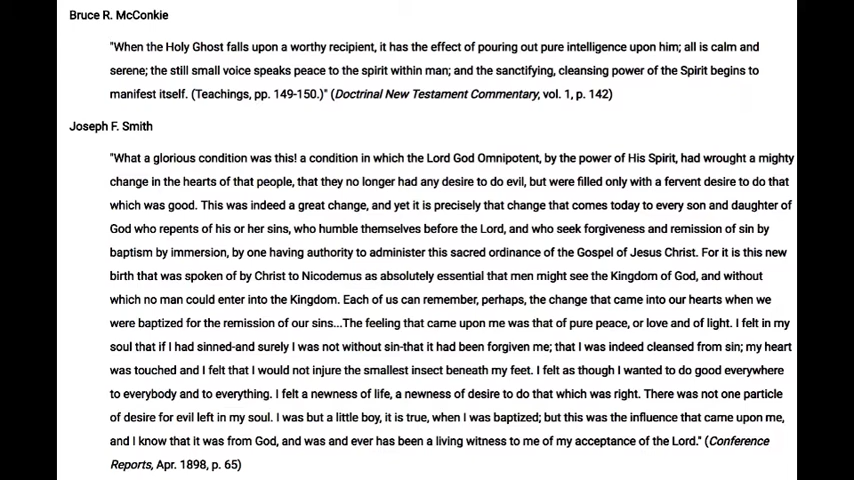 Bruce R. McConkie
"When the Holy Ghost falls upon a worthy recipient, it has the effect of pouring out pure intelligence upon him; all is calm and
serene; the still small voice speaks peace to the spirit within man; and the sanctifying, cleansing power of the Spirit begins to
manifest itself. (Teachings, pp. 149-150.)" (Doctrinal New Testament Commentary, vol. 1, p. 142)
Joseph F. Smith
"What a glorious condition was this! a condition in which the Lord God Omnipotent, by the power of His Spirit, had wrought a mighty
change in the hearts of that people, that they no longer had any desire to do evil, but were filled only with a fervent desire to do that
which was good. This was indeed a great change, and yet it is precisely that change that comes today to every son and daughter of
God who repents of his or her sins, who humble themselves before the Lord, and who seek forgiveness and remission of sin by
baptism by immersion, by one having authority to administer this sacred ordinance of the Gospel of Jesus Christ. For it is this new
birth that was spoken of by Christ to Nicodemus as absolutely essential that men might see the Kingdom of God, and without
which no man could enter into the Kingdom. Each of us can remember, perhaps, the change that came into our hearts when we
were baptized for the remission of our sins...The feeling that came upon me was that of pure peace, or love and of light. I felt in my
soul that if I had sinned-and surely I was not without sin-that it had been forgiven me; that I was indeed cleansed from sin; my heart
was touched and I felt that I would not injure the smallest insect beneath my feet. I felt as though I wanted to do good everywhere
to everybody and to everything. I felt a newness of life, a newness of desire to do that which was right. There was not one particle
of desire for evil left in my soul. I was but a little boy, it is true, when I was baptized; but this was the influence that came upon me,
and I know that it was from God, and was and ever has been a living witness to me of my acceptance of the Lord." (Conference
Reports, Apr. 1898, p. 65)